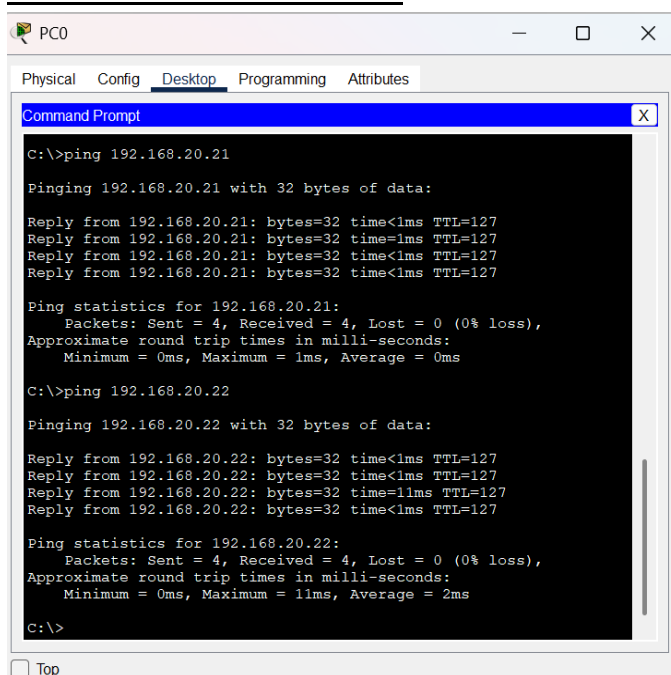 PC0
Physical Config Desktop Programming Attributes
Command Prompt
X
C:\>ping 192.168.20.21
Pinging 192.168.20.21 with 32 bytes of data:
Reply from 192.168.20.21: bytes=32 time<1ms TTL=127
Reply from 192.168.20.21: bytes=32 time=1ms TTL=127
Reply from 192.168.20.21: bytes=32 time<1ms TTL=127
Reply from 192.168.20.21: bytes=32 time<1ms TTL=127
Ping statistics for 192.168.20.21:
Packets: Sent = 4, Received = 4, Lost = 0 (0% loss),
Approximate round trip times in milli-seconds:
Minimum = 0ms, Maximum = 1ms, Average = 0ms
C:\>ping 192.168.20.22
Pinging 192.168.20.22 with 32 bytes of data:
Reply from 192.168.20.22: bytes=32 time<1ms TTL=127
Reply from 192.168.20.22: bytes=32 time<1ms TTL=127
Reply from 192.168.20.22: bytes=32 time=11ms TTL=127
Reply from 192.168.20.22: bytes=32 time<1ms TTL=127
Ping statistics for 192.168.20.22:
Packets: Sent = 4, Received = 4, Lost = 0 (0% loss),
Approximate round trip times in milli-seconds:
Minimum = 0ms, Maximum = 11ms, Average = 2ms
C:\>
Top